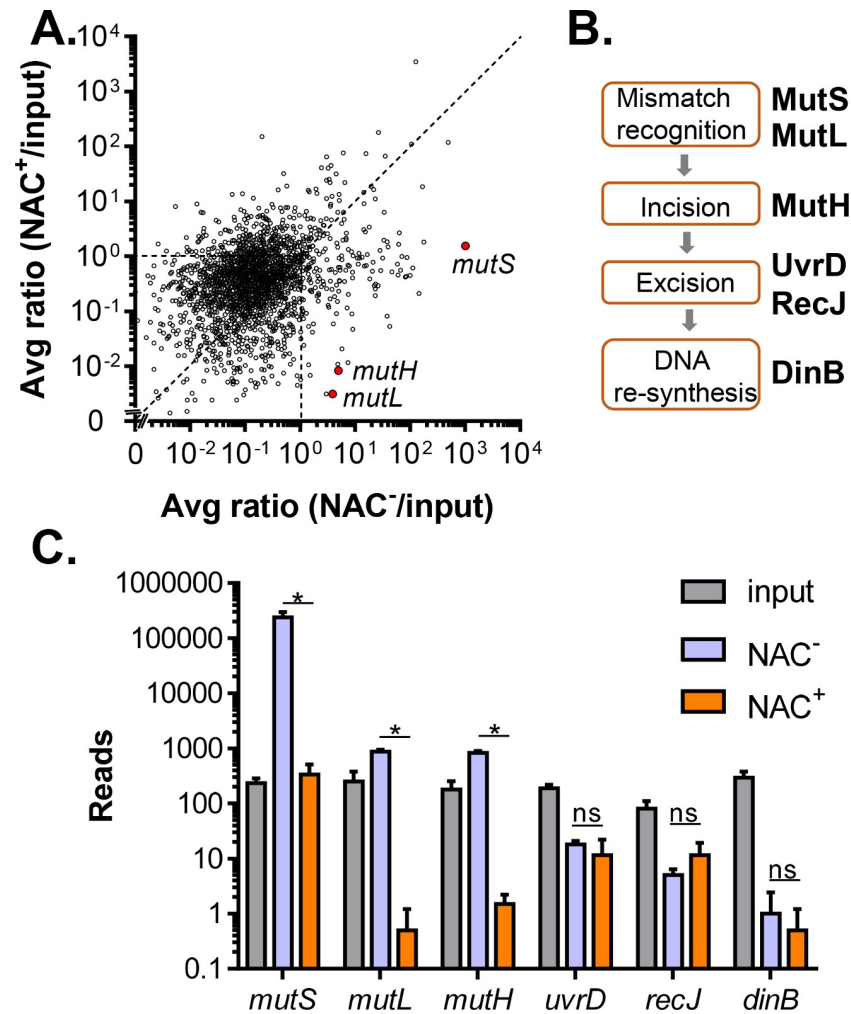 A.
10⁴
10³
10²
10¹
10⁰
10⁻¹
10⁻²
0
Avg ratio (NAC⁺/input)
mutS
mutH
mutL
0 10⁻² 10⁻¹ 10⁰ 10¹ 10² 10³ 10⁴
Avg ratio (NAC⁻/input)
B.
Mismatch
recognition
MutS
MutL
Incision
MutH
Excision
UvrD
RecJ
DNA
re-synthesis
DinB
C.
1000000
100000
10000
1000
100
10
1
0.1
Reads
* * * ns ns ns
input
NAC⁻
NAC⁺
mutS mutL mutH uvrD recJ dinB